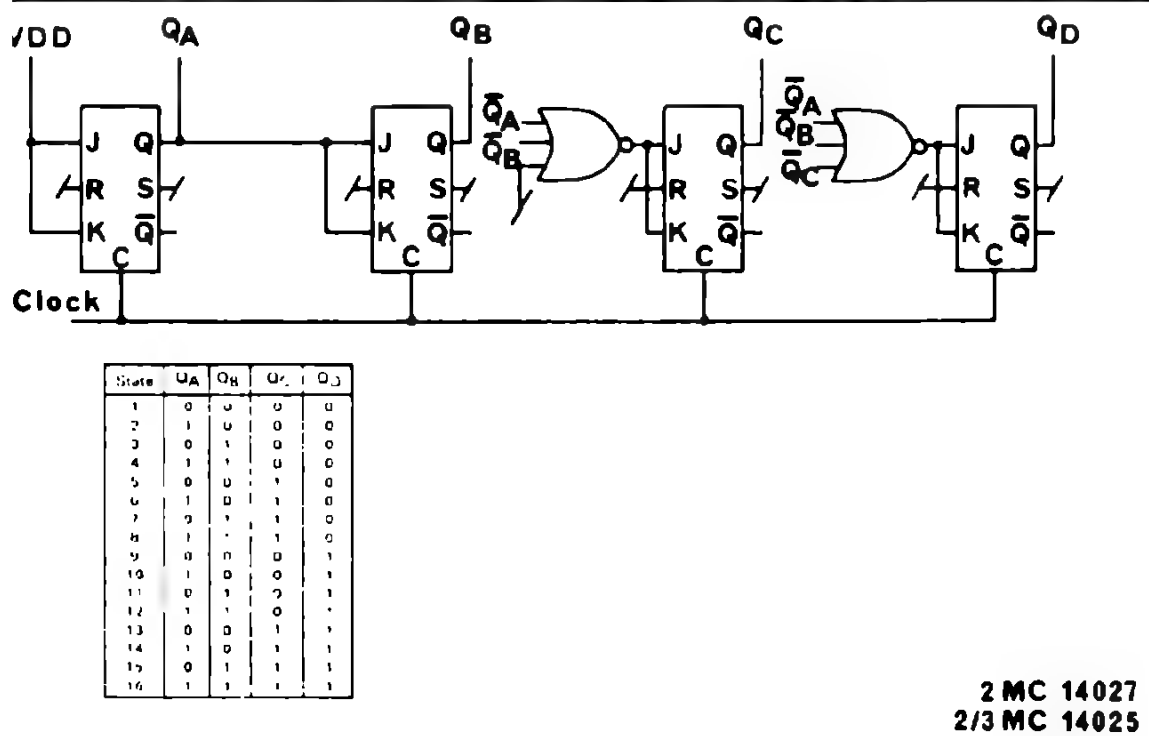 VDD QA QB QC QD
Q̅A Q̅B
Q̅A Q̅B Q̅C
J Q J Q J Q J Q
R S R S R S R S
K Q̅ K Q̅ K Q̅ K Q̅
C C C C
Clock
State QA QB QC QD
1 0 0 0 0
2 1 0 0 0
3 0 1 0 0
4 1 1 0 0
5 0 0 1 0
6 1 0 1 0
7 0 1 1 0
8 1 1 1 0
9 0 0 0 1
10 1 0 0 1
11 0 1 0 1
12 1 1 0 1
13 0 0 1 1
14 1 0 1 1
15 0 1 1 1
16 1 1 1 1
2 MC 14027
2/3 MC 14025